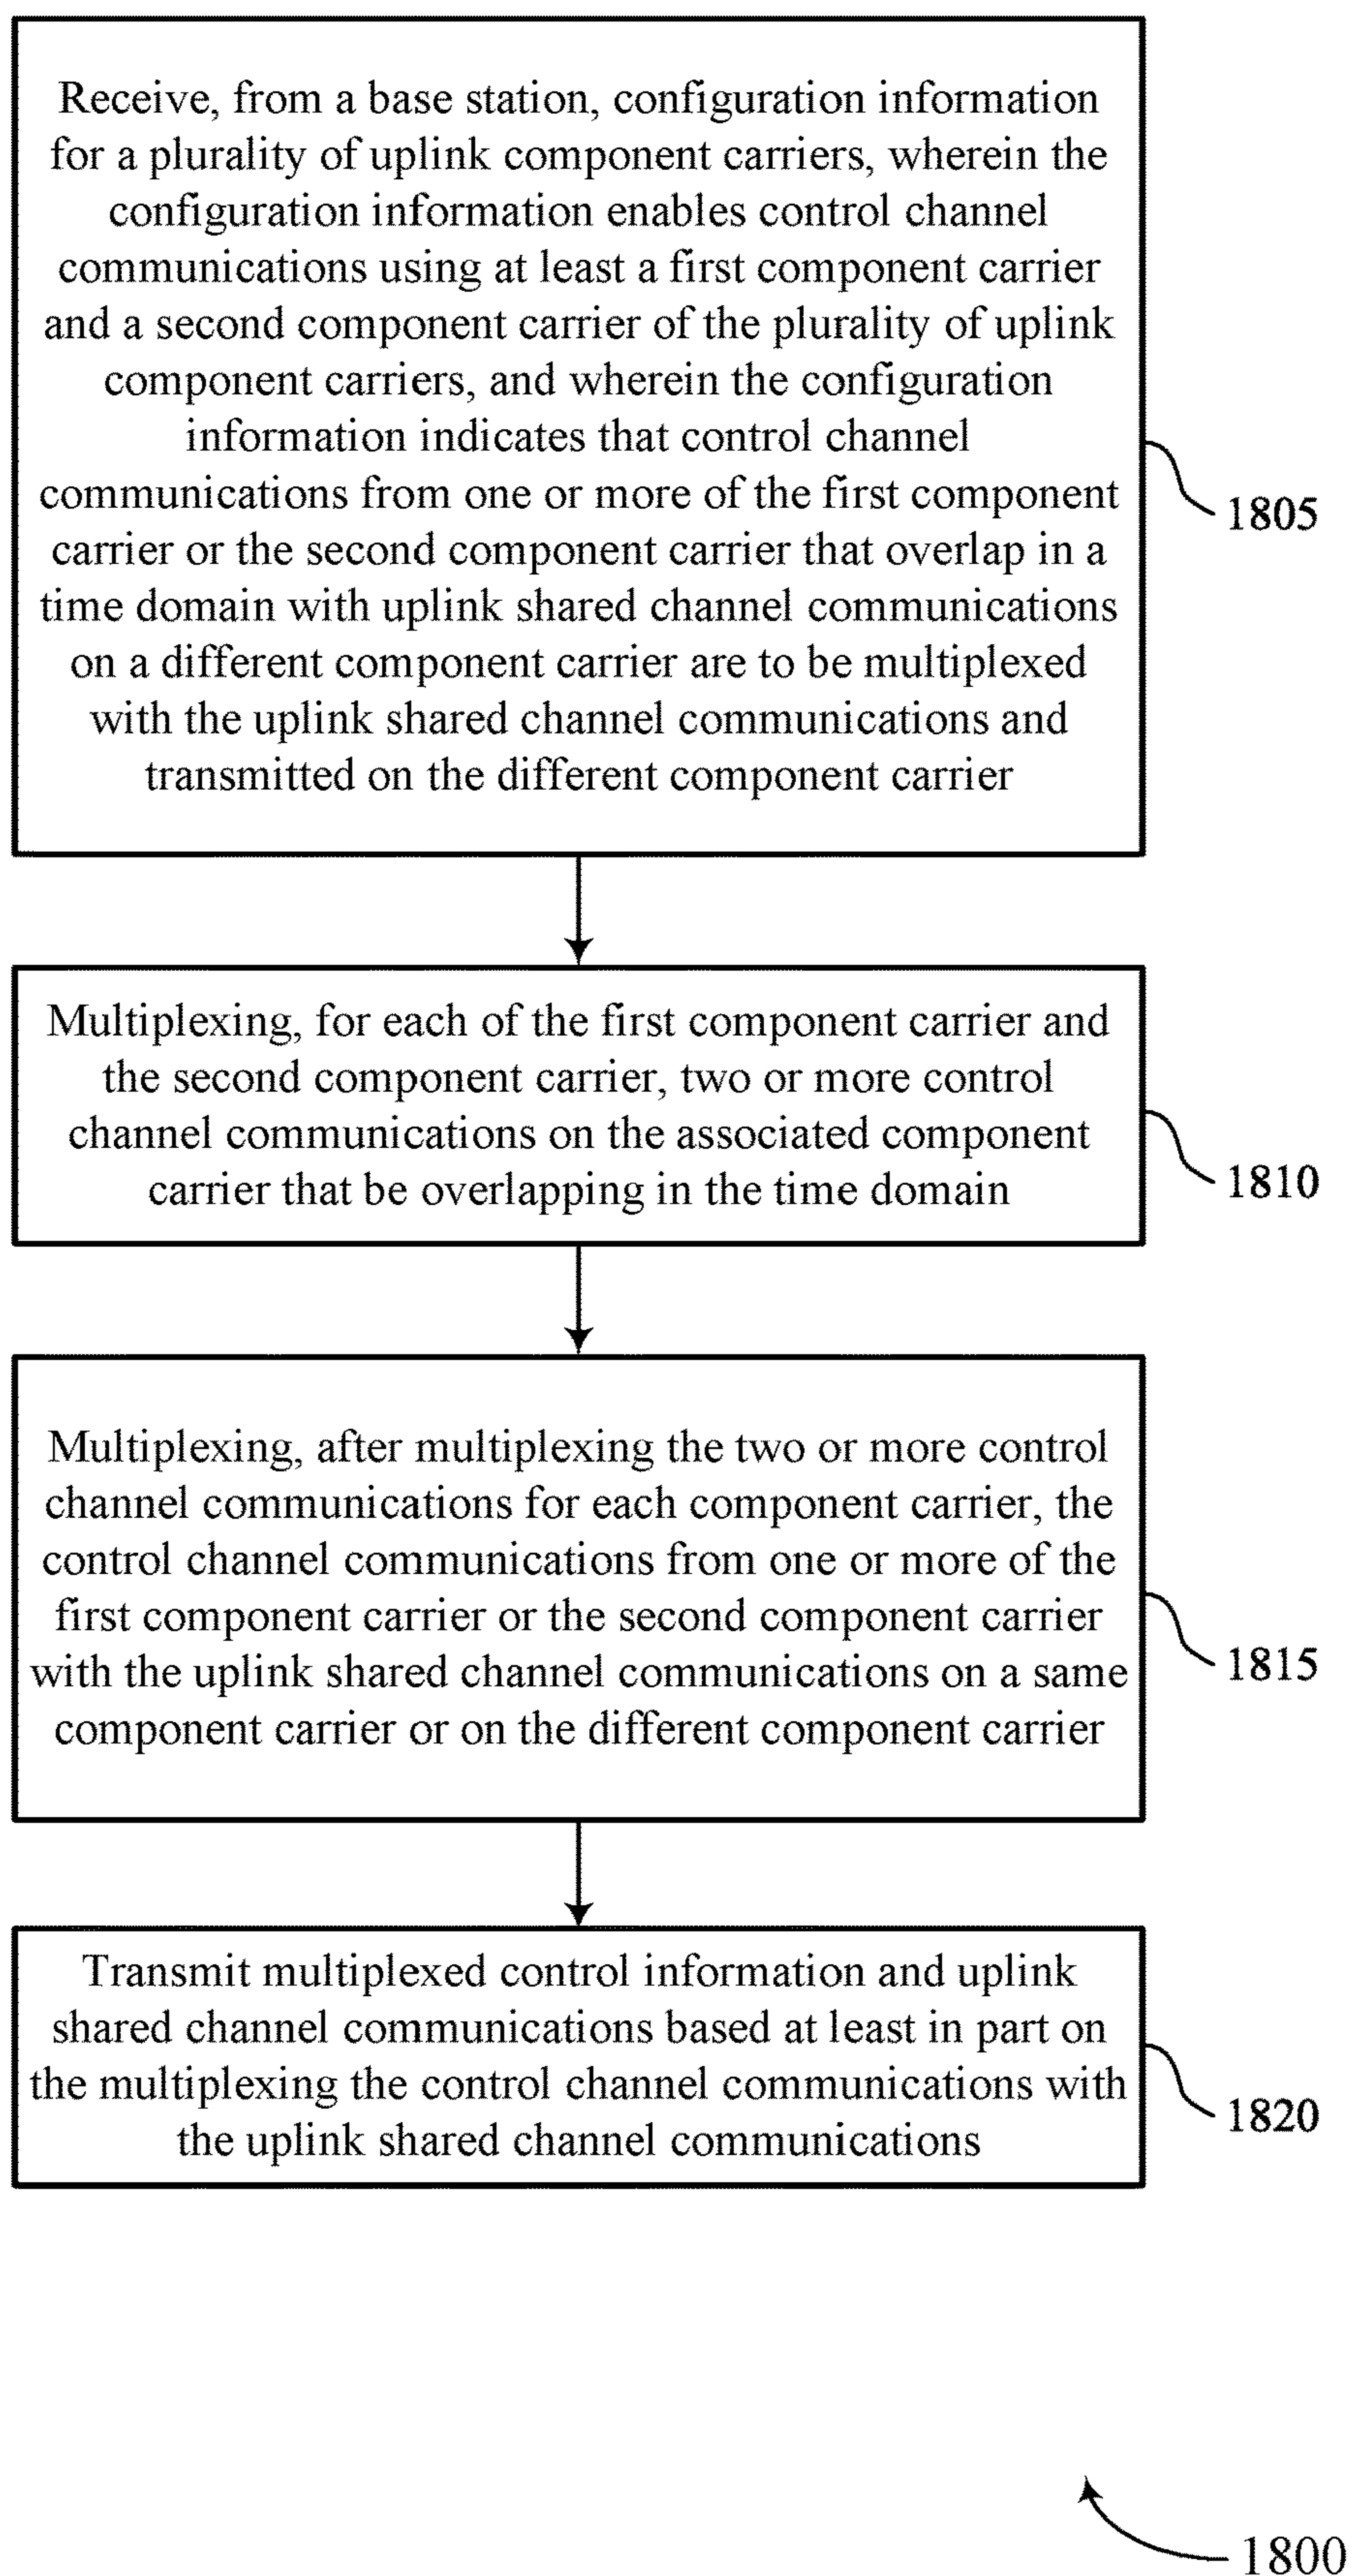 Receive, from a base station, configuration information
for a plurality of uplink component carriers, wherein the
configuration information enables control channel
communications using at least a first component carrier
and a second component carrier of the plurality of uplink
component carriers, and wherein the configuration
information indicates that control channel
communications from one or more of the first component
carrier or the second component carrier that overlap in a
time domain with uplink shared channel communications
on a different component carrier are to be multiplexed
with the uplink shared channel communications and
transmitted on the different component carrier
1805
Multiplexing, for each of the first component carrier and
the second component carrier, two or more control
channel communications on the associated component
carrier that be overlapping in the time domain
1810
Multiplexing, after multiplexing the two or more control
channel communications for each component carrier, the
control channel communications from one or more of the
first component carrier or the second component carrier
with the uplink shared channel communications on a same
component carrier or on the different component carrier
1815
Transmit multiplexed control information and uplink
shared channel communications based at least in part on
the multiplexing the control channel communications with
the uplink shared channel communications
1820
1800